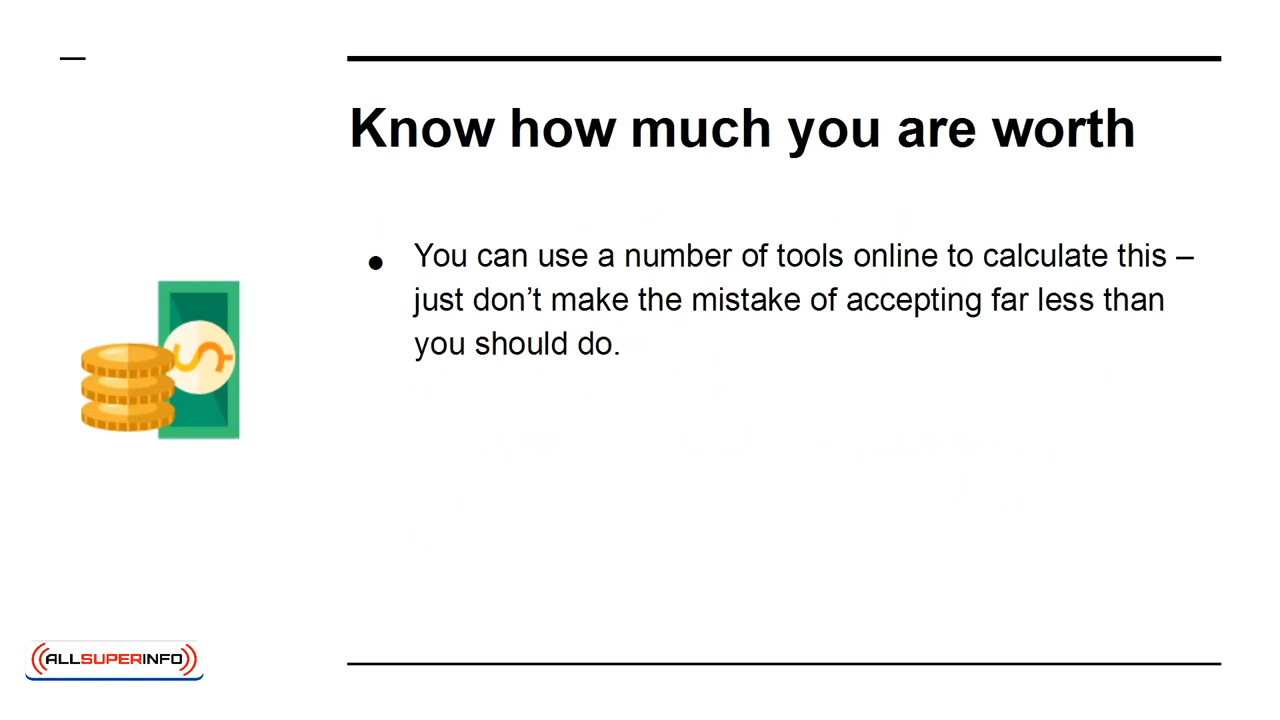 Know how much you are worth
● You can use a number of tools online to calculate this –
just don’t make the mistake of accepting far less than
you should do.
ALLSUPERINFO